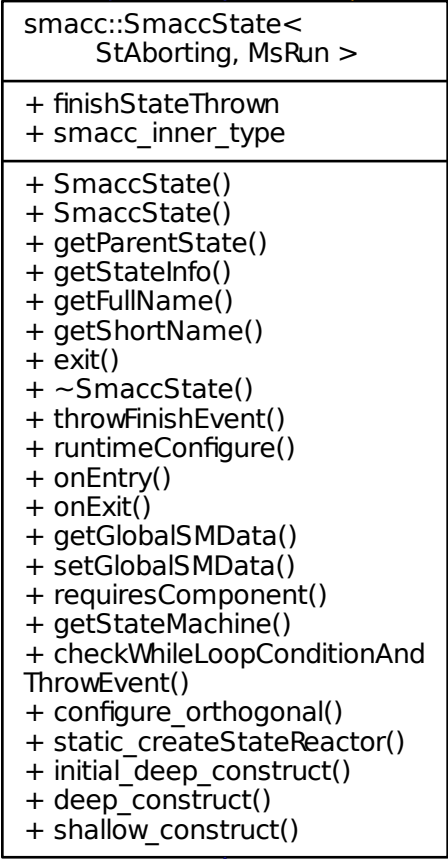 smacc::SmaccState<
StAborting, MsRun >
+ finishStateThrown
+ smacc_inner_type
+ SmaccState()
+ SmaccState()
+ getParentState()
+ getStateInfo()
+ getFullName()
+ getShortName()
+ exit()
+ ~SmaccState()
+ throwFinishEvent()
+ runtimeConfigure()
+ onEntry()
+ onExit()
+ getGlobalSMData()
+ setGlobalSMData()
+ requiresComponent()
+ getStateMachine()
+ checkWhileLoopConditionAnd
ThrowEvent()
+ configure_orthogonal()
+ static_createStateReactor()
+ initial_deep_construct()
+ deep_construct()
+ shallow_construct()